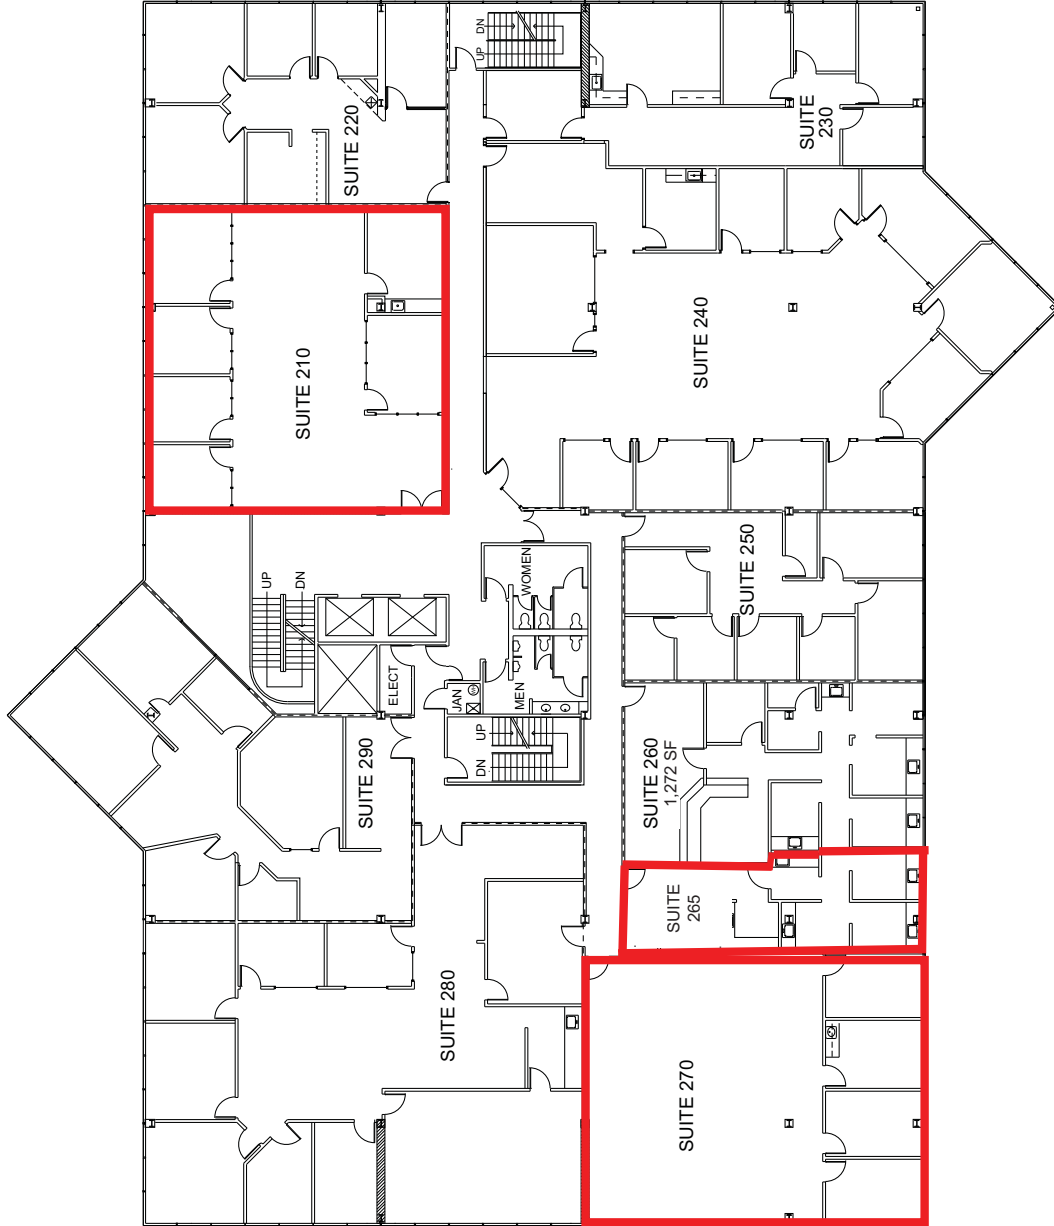 UP
DN
SUITE 220
SUITE
230
SUITE 240
SUITE 210
UP
DN
WOMEN
SUITE 250
ELECT
JAN
MEN
UP
DN
SUITE 290
SUITE 260
1,272 SF
SUITE
265
SUITE 280
SUITE 270